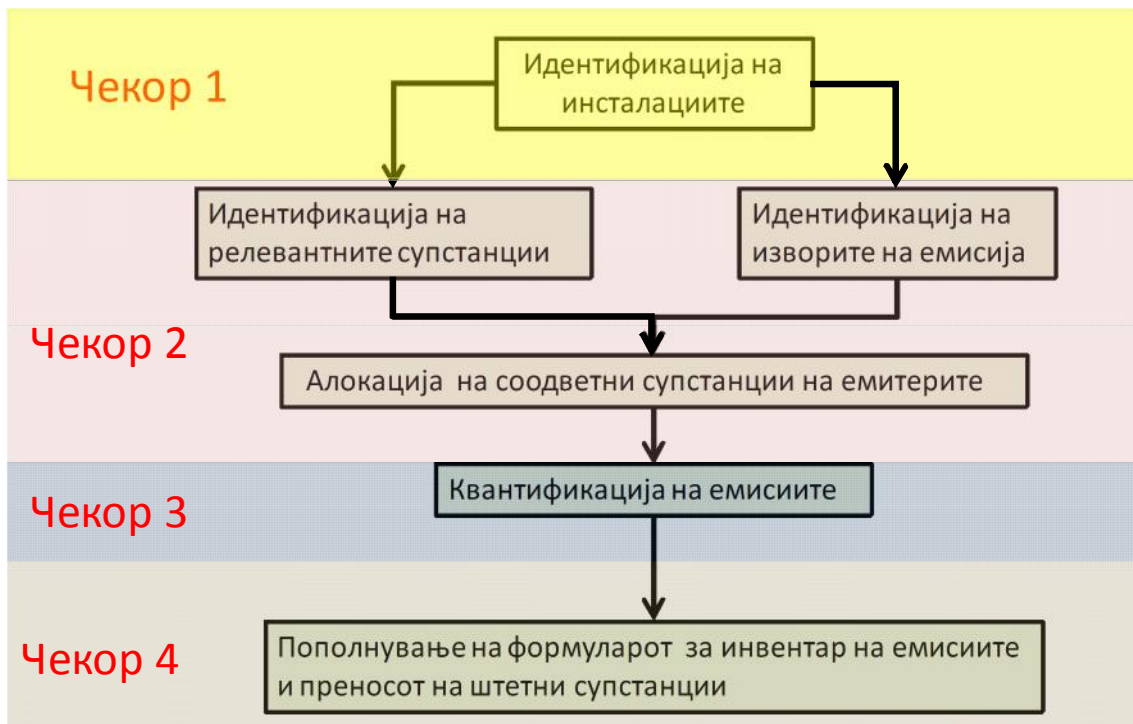 Чекор 1
Идентификација на
инсталациите
Идентификација на
релевантните супстанции
Идентификација на
изворите на емисија
Чекор 2
Алокација на соодветни супстанции на емитерите
Чекор 3
Квантификација на емисиите
Чекор 4
Пополнување на формуларот за инвентар на емисиите
и преносот на штетни супстанции